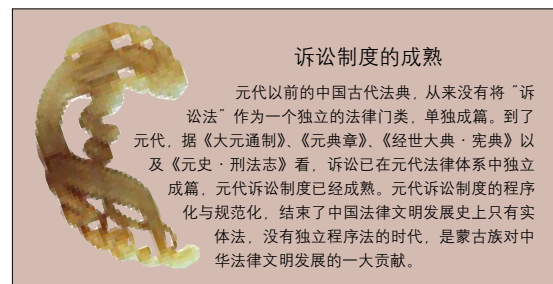 诉讼制度的成熟
元代以前的中国古代法典，从来没有将“诉
讼法”作为一个独立的法律门类，单独成篇。到了
元代，据《大元通制》、《元典章》、《经世大典·宪典》以
及《元史·刑法志》看，诉讼已在元代法律体系中独立
成篇，元代诉讼制度已经成熟。元代诉讼制度的程序
化与规范化，结束了中国法律文明发展史上只有实
体法，没有独立程序法的时代，是蒙古族对中
华法律文明发展的一大贡献。